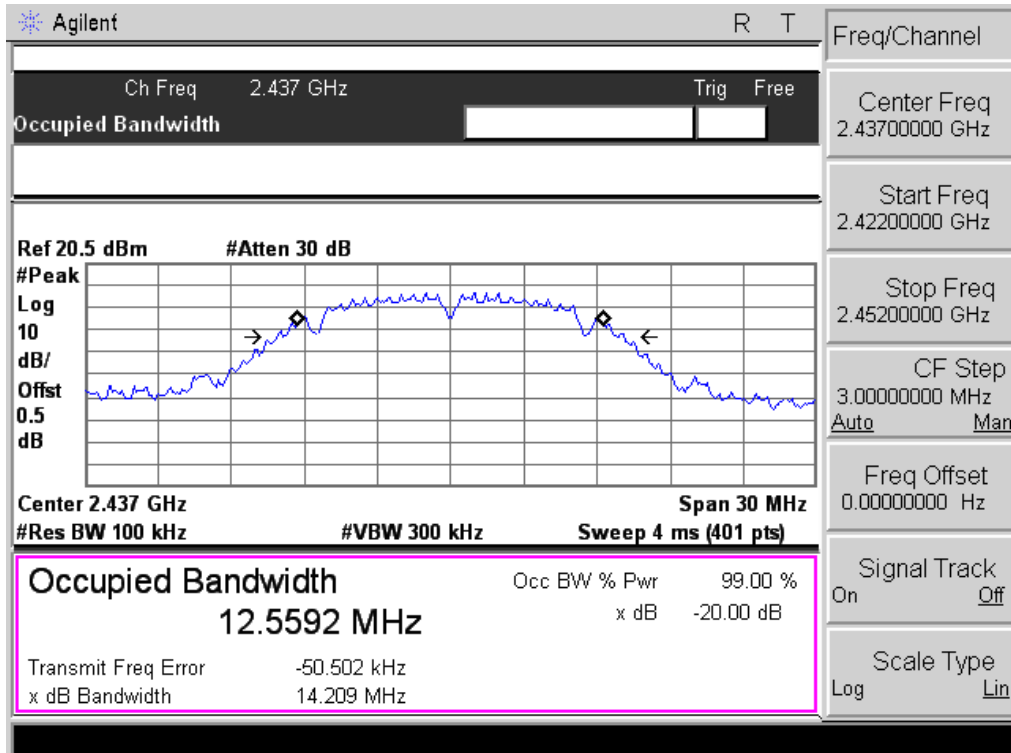 Agilent R T
Ch Freq 2.437 GHz Trig Free
Occupied Bandwidth
Ref 20.5 dBm #Atten 30 dB
#Peak
Log
10
dB/
Offst
0.5
dB
Center 2.437 GHz Span 30 MHz
#Res BW 100 kHz #VBW 300 kHz Sweep 4 ms (401 pts)
Occupied Bandwidth
12.5592 MHz
Occ BW % Pwr 99.00 %
x dB -20.00 dB
Transmit Freq Error -50.502 kHz
x dB Bandwidth 14.209 MHz
Freq/Channel
Center Freq
2.43700000 GHz
Start Freq
2.42200000 GHz
Stop Freq
2.45200000 GHz
CF Step
3.00000000 MHz
Auto Man
Freq Offset
0.00000000 Hz
Signal Track
On Off
Scale Type
Log Lin